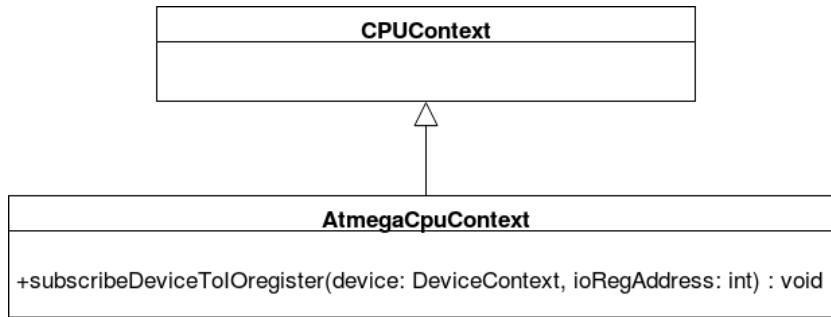 CPUContext
AtmegaCpuContext
+subscribeDeviceToIOregister(device: DeviceContext, ioRegAddress: int) : void